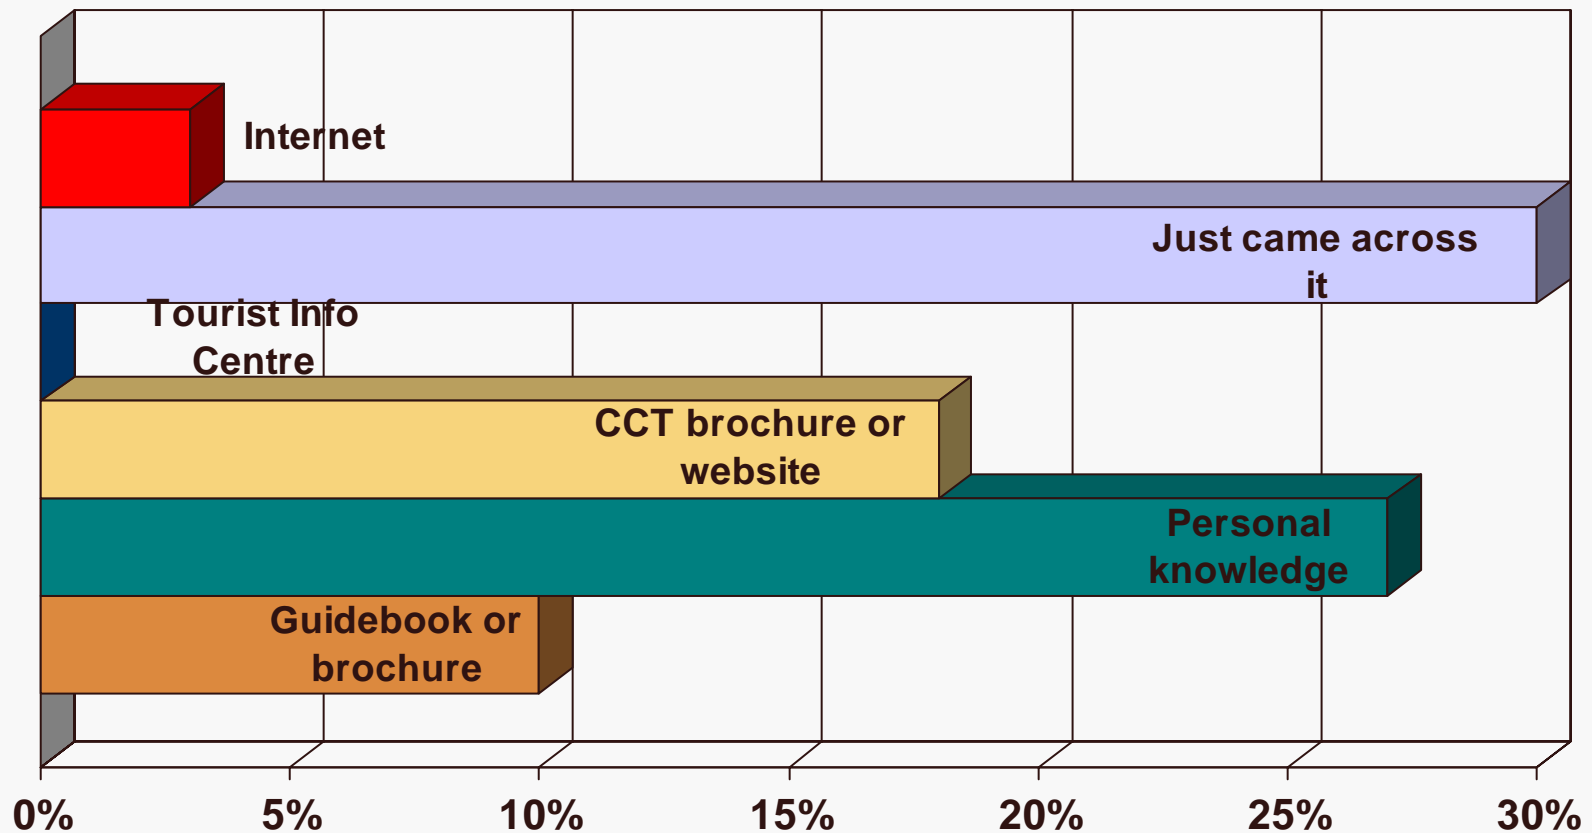 Internet
Just came across
it
Tourist Info
Centre
CCT brochure or
website
Personal
knowledge
Guidebook or
brochure
0% 5% 10% 15% 20% 25% 30%